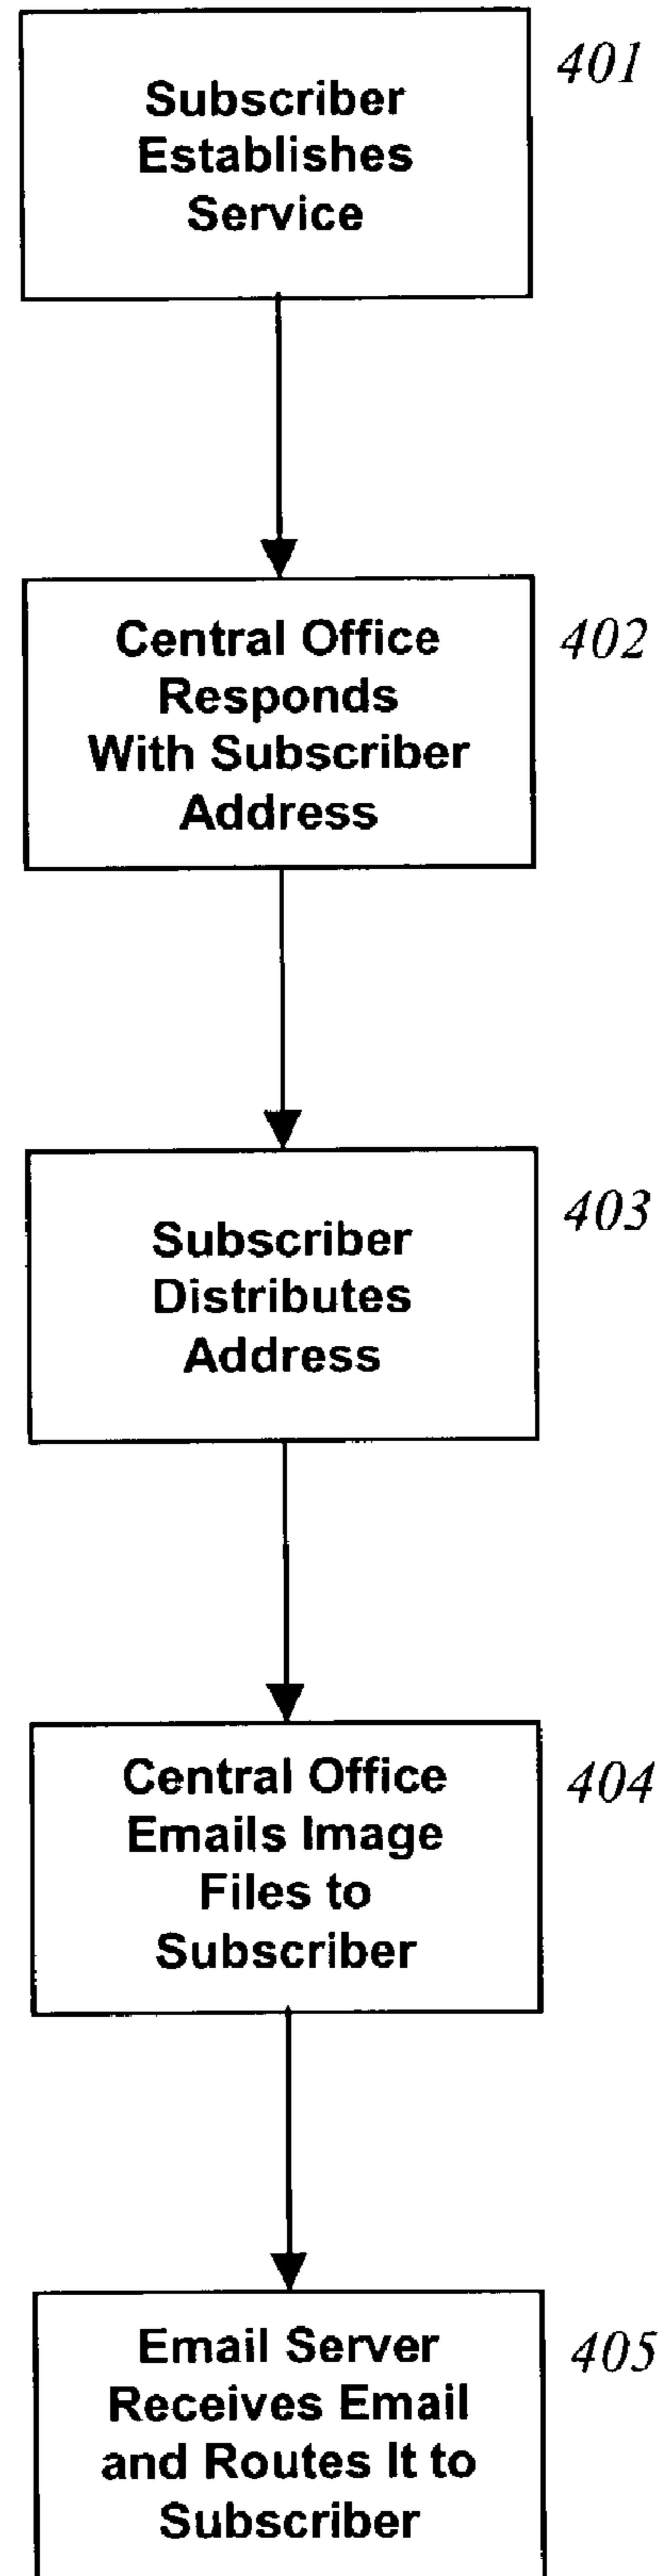 Subscriber
Establishes
Service
401
Central Office
Responds
With Subscriber
Address
402
Subscriber
Distributes
Address
403
Central Office
Emails Image
Files to
Subscriber
404
Email Server
Receives Email
and Routes It to
Subscriber
405